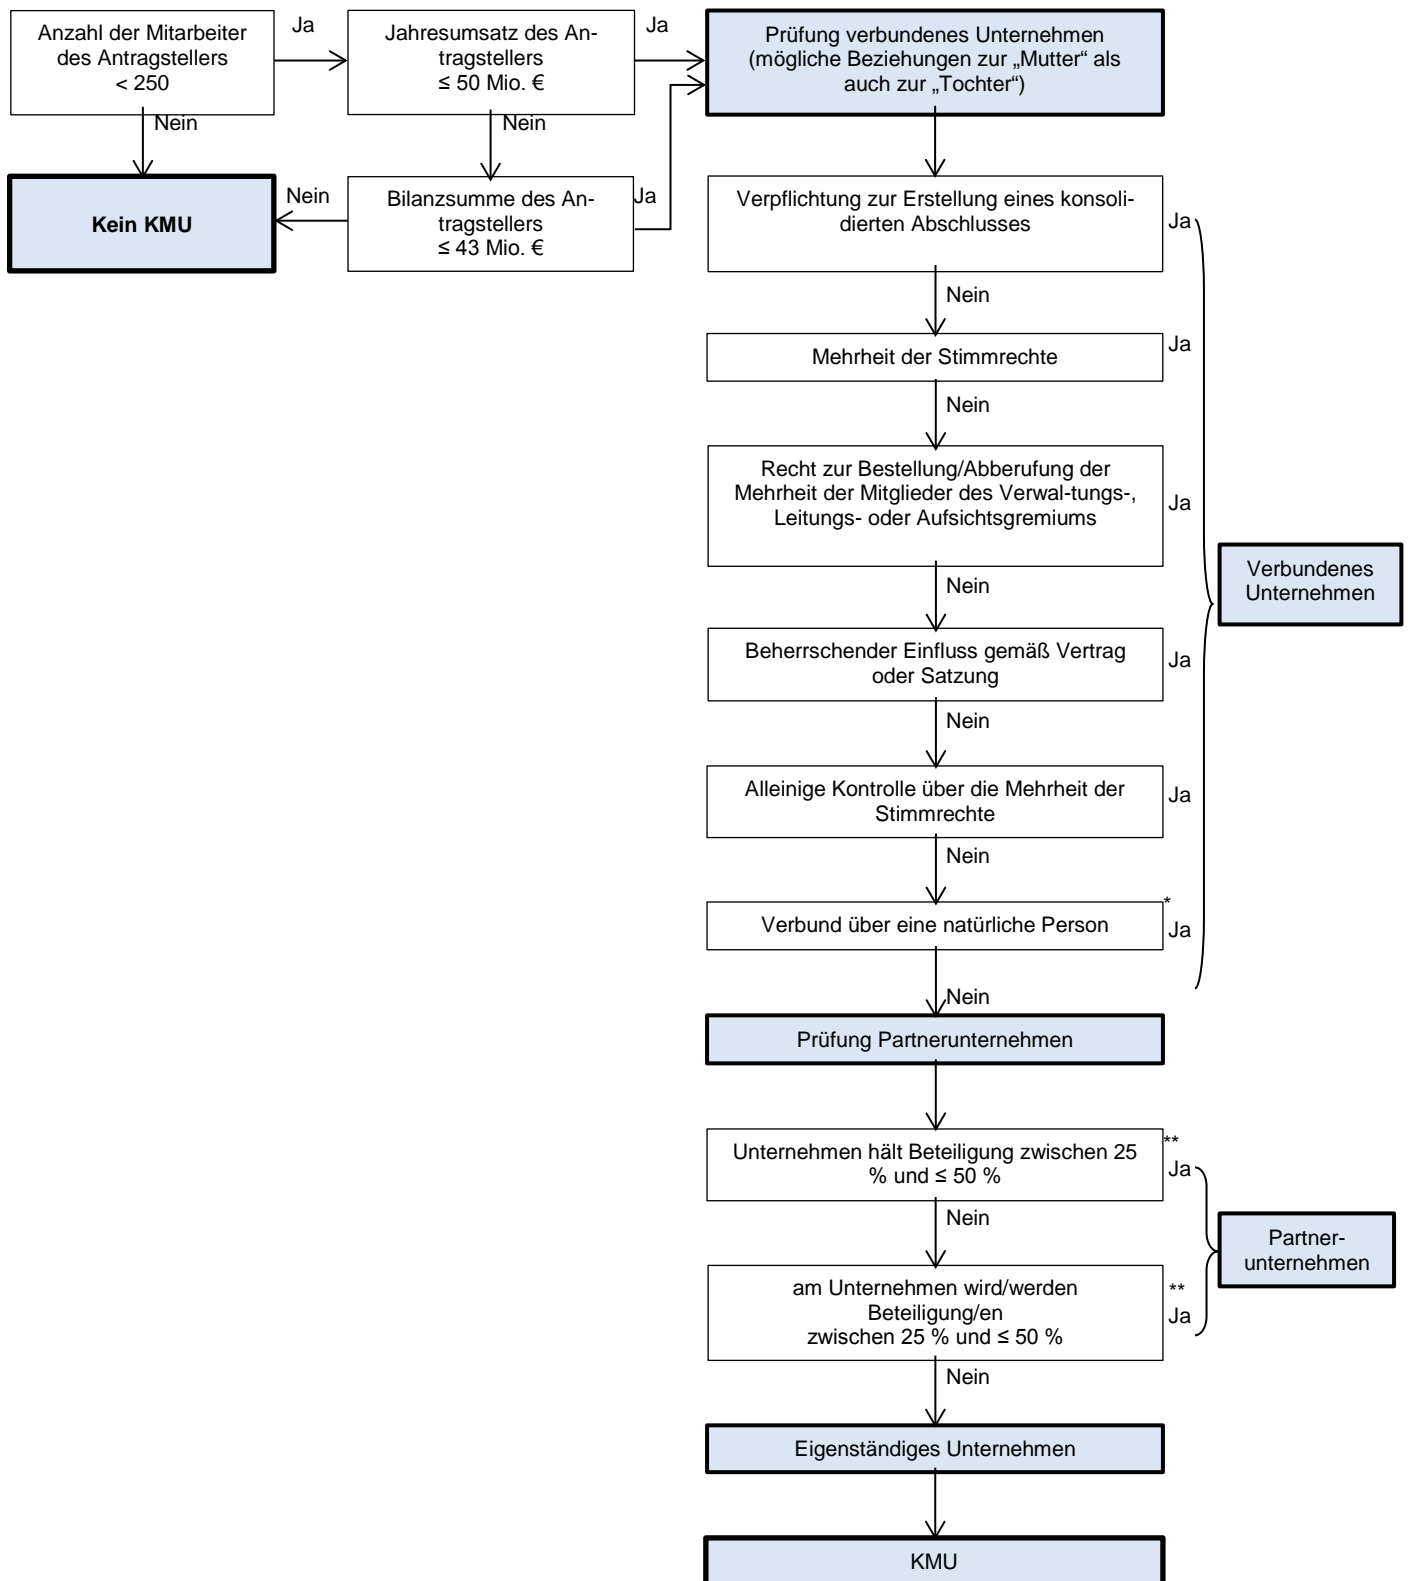 Anzahl der Mitarbeiter
des Antragstellers
< 250
Ja
Jahresumsatz des An-
tragstellers
≤ 50 Mio. €
Ja
Prüfung verbundenes Unternehmen
(mögliche Beziehungen zur „Mutter“ als
auch zur „Tochter“)
Nein
Nein
Kein KMU
Nein
Bilanzsumme des An-
tragstellers
≤ 43 Mio. €
Ja
Verpflichtung zur Erstellung eines konsoli-
dierten Abschlusses
Ja
Nein
Mehrheit der Stimmrechte
Ja
Nein
Recht zur Bestellung/Abberufung der
Mehrheit der Mitglieder des Verwal-tungs-,
Leitungs- oder Aufsichtsgremiums
Ja
Verbundenes
Unternehmen
Nein
Beherrschender Einfluss gemäß Vertrag
oder Satzung
Ja
Nein
Alleinige Kontrolle über die Mehrheit der
Stimmrechte
Ja
Nein
Verbund über eine natürliche Person
*
Ja
Nein
Prüfung Partnerunternehmen
Unternehmen hält Beteiligung zwischen 25
% und ≤ 50 %
**
Ja
Nein
Partner-
unternehmen
am Unternehmen wird/werden
Beteiligung/en
zwischen 25 % und ≤ 50 %
**
Ja
Nein
Eigenständiges Unternehmen
KMU